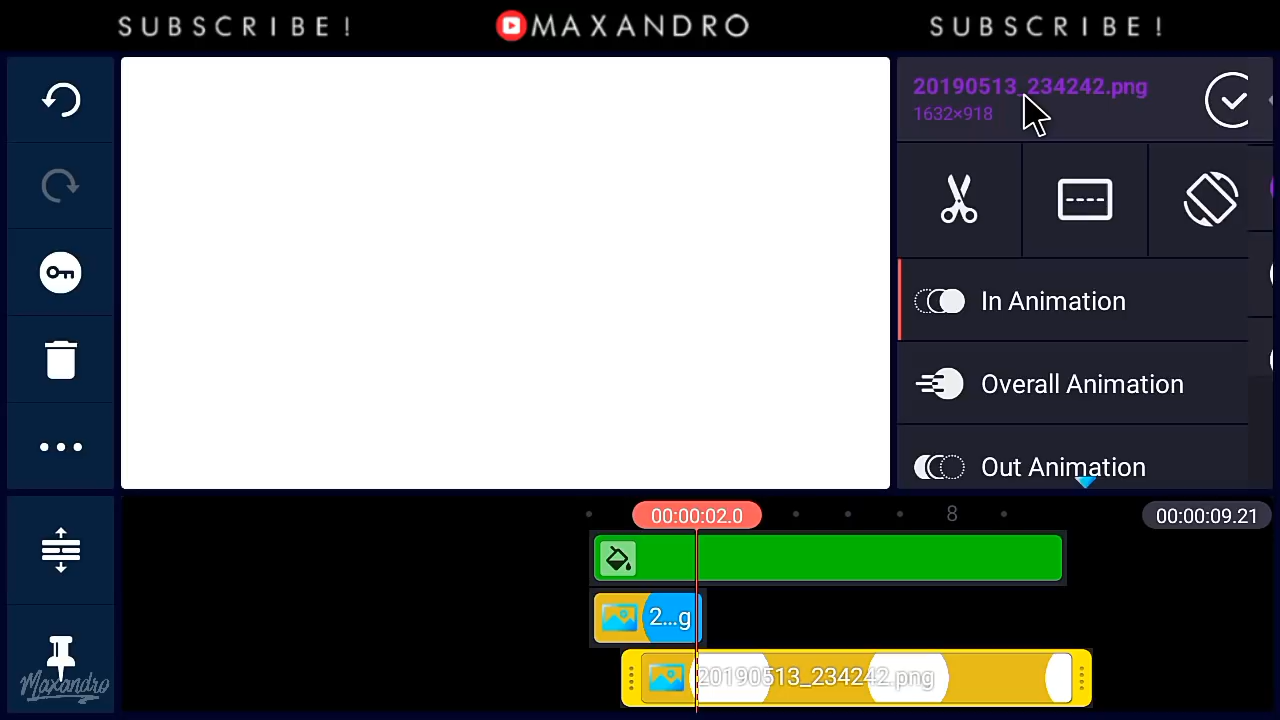 SUBSCRIBE!
MAXANDRO
SUBSCRIBE!
20190513_234242.png
1632×918
In Animation
Overall Animation
Out Animation
00:00:02.0
8
00:00:09.21
2...g
20190513_234242.png
Maxandro